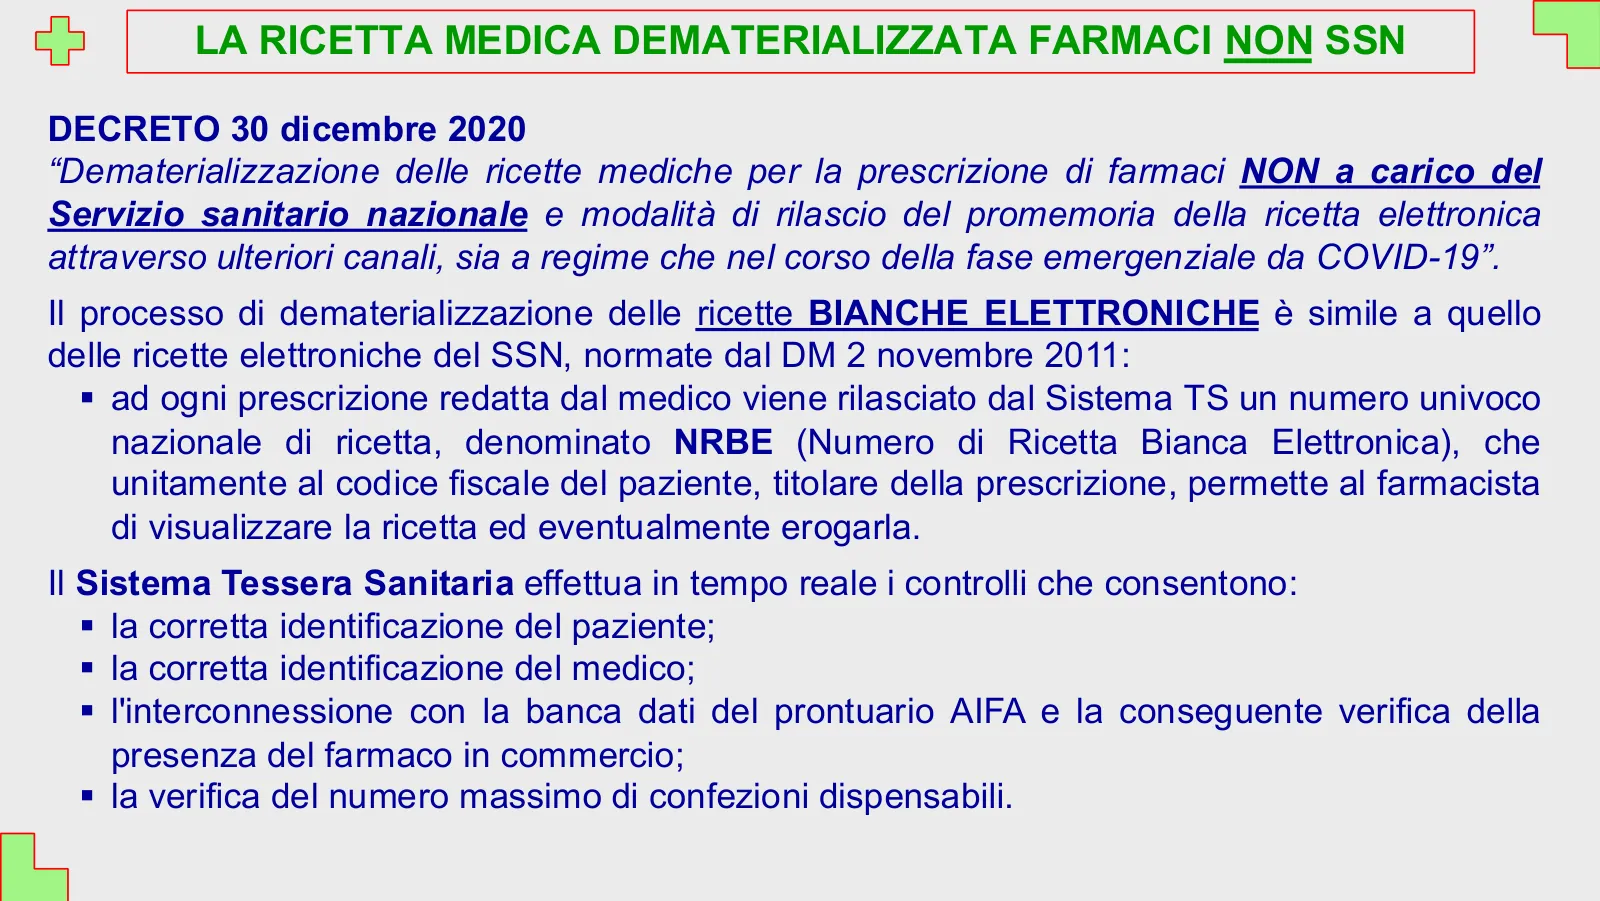 LA RICETTA MEDICA DEMATERIALIZZATA FARMACI NON SSN
DECRETO 30 dicembre 2020
“Dematerializzazione delle ricette mediche per la prescrizione di farmaci NON a carico del
Servizio sanitario nazionale e modalità di rilascio del promemoria della ricetta elettronica
attraverso ulteriori canali, sia a regime che nel corso della fase emergenziale da COVID-19”.
Il processo di dematerializzazione delle ricette BIANCHE ELETTRONICHE è simile a quello
delle ricette elettroniche del SSN, normate dal DM 2 novembre 2011:
▪ ad ogni prescrizione redatta dal medico viene rilasciato dal Sistema TS un numero univoco
nazionale di ricetta, denominato NRBE (Numero di Ricetta Bianca Elettronica), che
unitamente al codice fiscale del paziente, titolare della prescrizione, permette al farmacista
di visualizzare la ricetta ed eventualmente erogarla.
Il Sistema Tessera Sanitaria effettua in tempo reale i controlli che consentono:
▪ la corretta identificazione del paziente;
▪ la corretta identificazione del medico;
▪ l'interconnessione con la banca dati del prontuario AIFA e la conseguente verifica della
presenza del farmaco in commercio;
▪ la verifica del numero massimo di confezioni dispensabili.